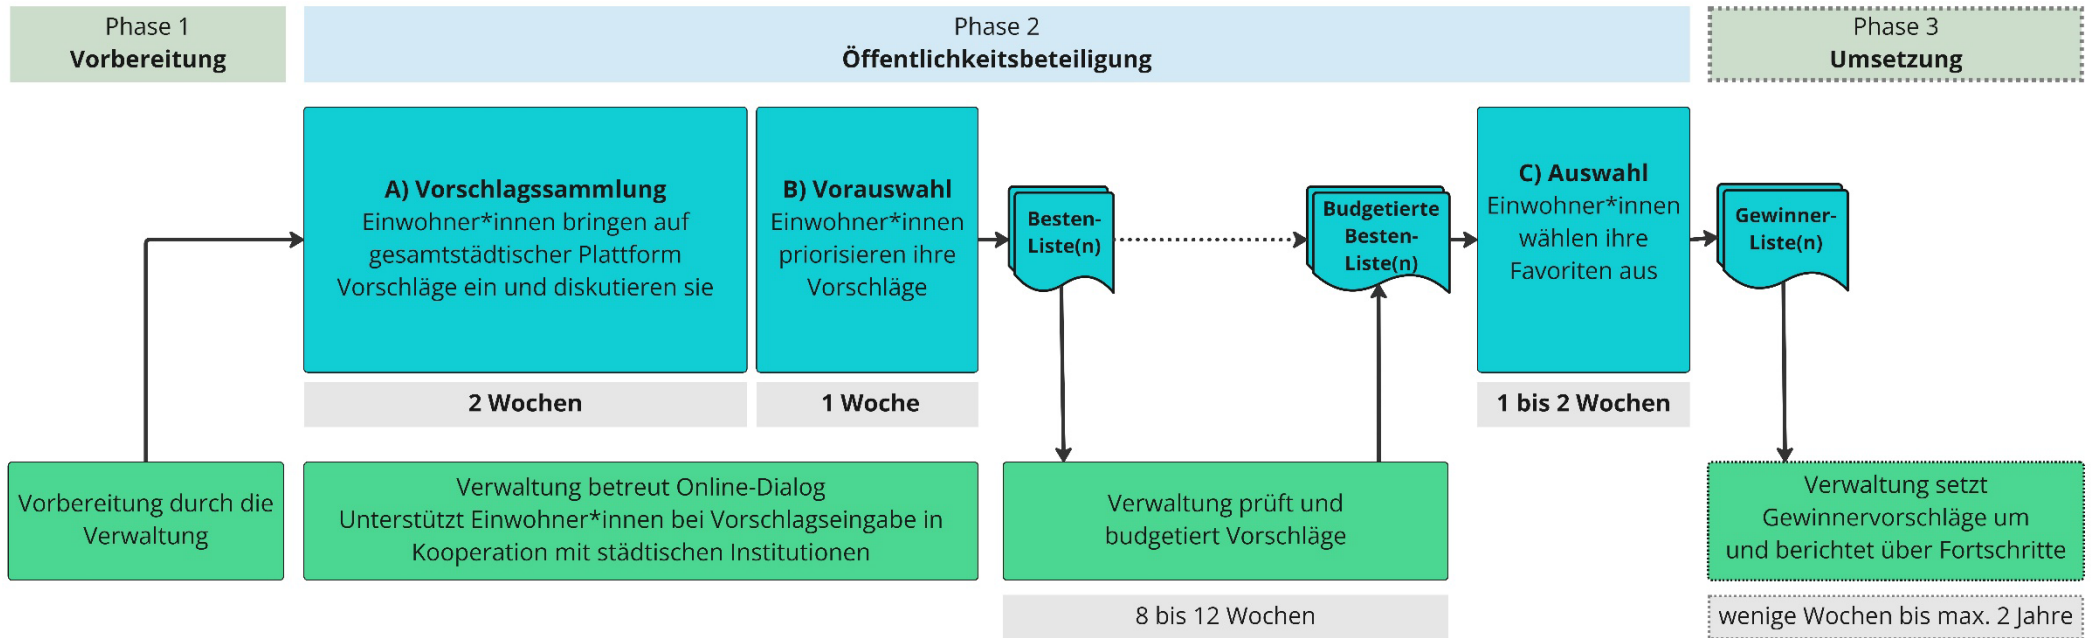 Phase 1
Vorbereitung
Phase 2
Öffentlichkeitsbeteiligung
Phase 3
Umsetzung
A) Vorschlagssammlung
Einwohner*innen bringen auf
gesamtstädtischer Plattform
Vorschläge ein und diskutieren sie
B) Vorauswahl
Einwohner*innen
priorisieren ihre
Vorschläge
Besten-
Liste(n)
Budgetierte
Besten-
Liste(n)
C) Auswahl
Einwohner*innen
wählen ihre
Favoriten aus
Gewinner-
Liste(n)
2 Wochen
1 Woche
1 bis 2 Wochen
Vorbereitung durch die
Verwaltung
Verwaltung betreut Online-Dialog
Unterstützt Einwohner*innen bei Vorschlagseingabe in
Kooperation mit städtischen Institutionen
Verwaltung prüft und
budgetiert Vorschläge
Verwaltung setzt
Gewinnervorschläge um
und berichtet über Fortschritte
8 bis 12 Wochen
wenige Wochen bis max. 2 Jahre